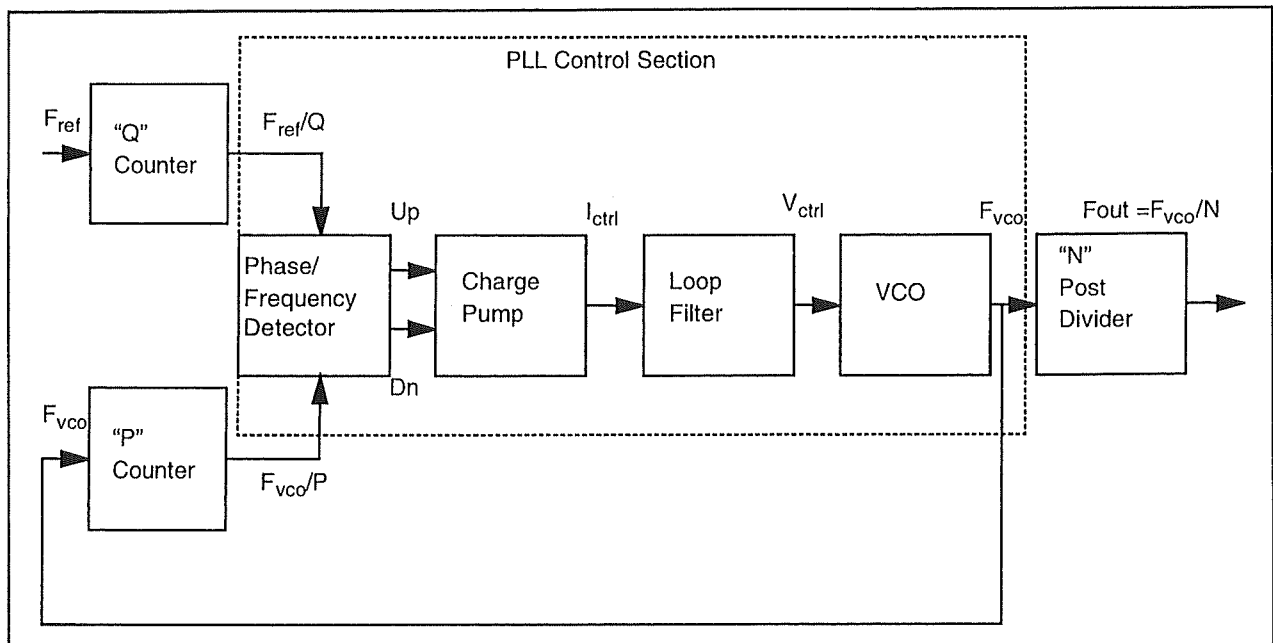 PLL Control Section
F_ref
"Q"
Counter
F_ref/Q
Phase/
Frequency
Detector
Up
Dn
Charge
Pump
I_ctrl
Loop
Filter
V_ctrl
VCO
F_vco
Fout =F_vco/N
"N"
Post
Divider
F_vco
"P"
Counter
F_vco/P